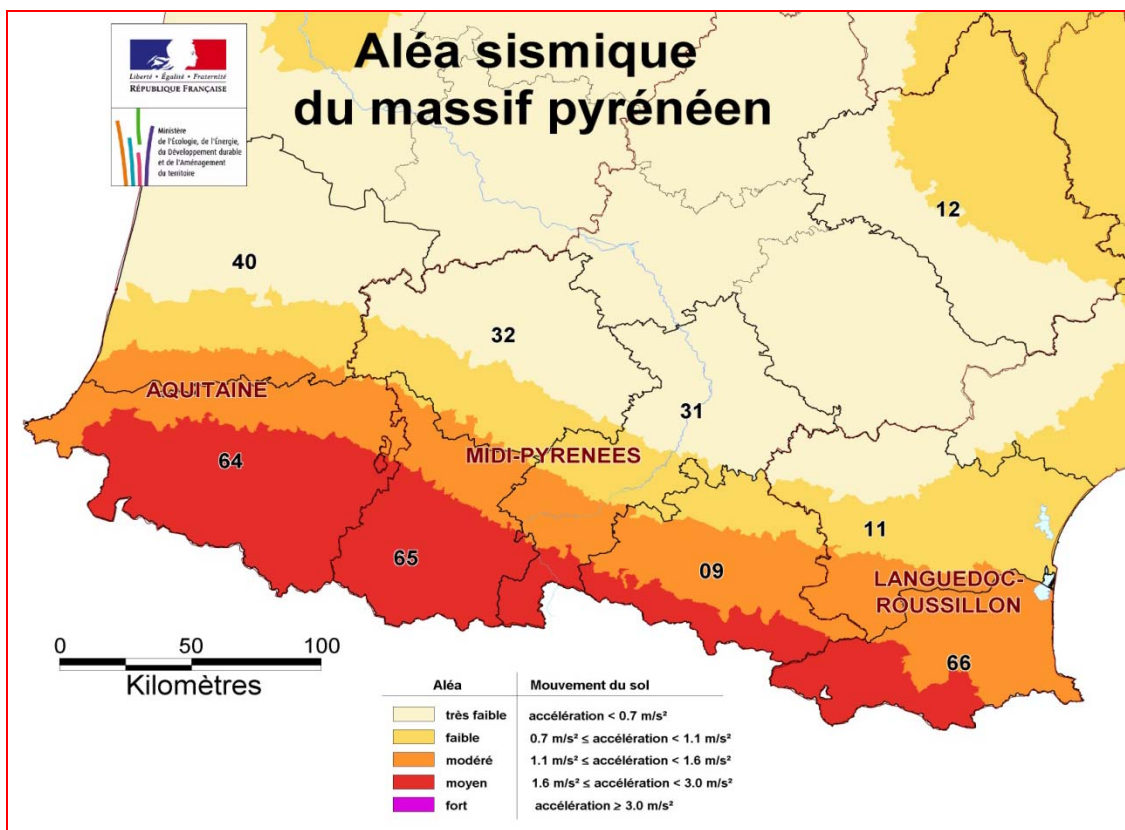 Aléa sismique
du massif pyrénéen
Liberté • Égalité • Fraternité
RÉPUBLIQUE FRANÇAISE
Ministère
de l'Écologie, de l'Énergie,
du Développement durable
et de l'Aménagement
du territoire
12
40
32
31
AQUITAINE
MIDI-PYRENEES
64
65
09
11
LANGUEDOC-
ROUSSILLON
66
0 50 100
Kilomètres
Aléa Mouvement du sol
très faible accélération < 0.7 m/s²
faible 0.7 m/s² ≤ accélération < 1.1 m/s²
modéré 1.1 m/s² ≤ accélération < 1.6 m/s²
moyen 1.6 m/s² ≤ accélération < 3.0 m/s²
fort accélération ≥ 3.0 m/s²